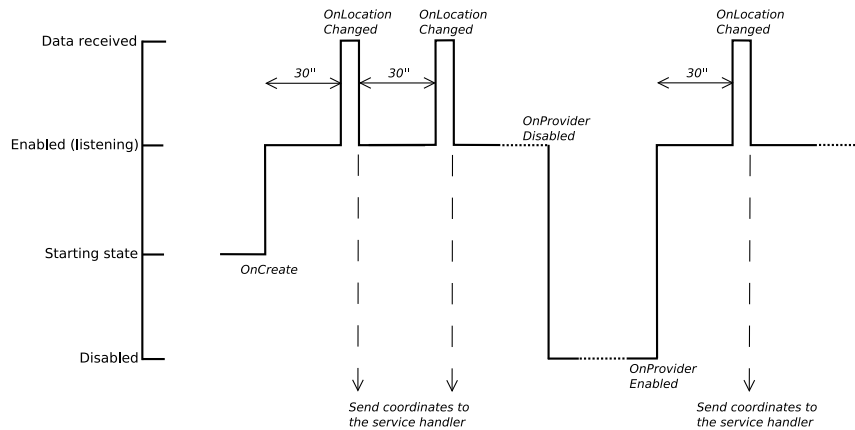 OnLocation
Changed
OnLocation
Changed
OnLocation
Changed
Data received
30"
30"
30"
Enabled (listening)
OnProvider
Disabled
Starting state
OnCreate
Disabled
OnProvider
Enabled
Send coordinates to
the service handler
Send coordinates to
the service handler